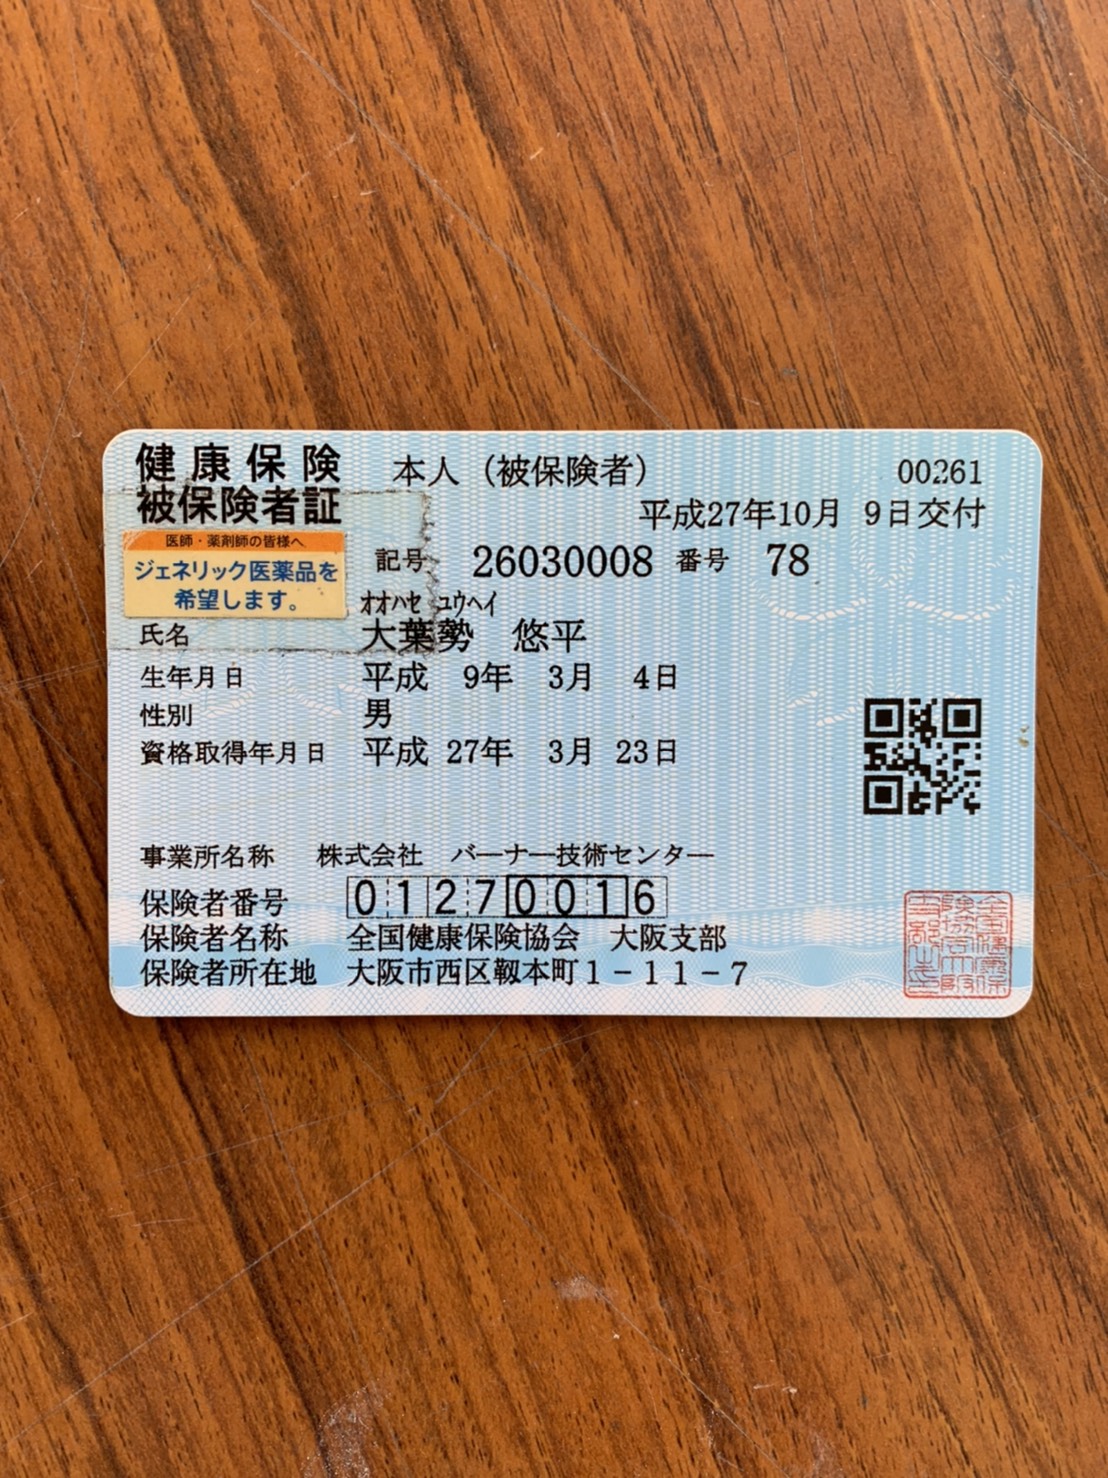 健康保険 本人（被保険者） 00261
被保険者証 平成27年10月 9日交付
医師・薬剤師の皆様へ
ジェネリック医薬品を
希望します。
記号 26030008 番号 78
オオハセ ユウヘイ
氏名 大葉勢 悠平
生年月日 平成 9年 3月 4日
性別 男
資格取得年月日 平成 27年 3月 23日
事業所名称 株式会社 バーナー技術センター
保険者番号 01270016
保険者名称 全国健康保険協会 大阪支部
保険者所在地 大阪市西区靱本町1-11-7